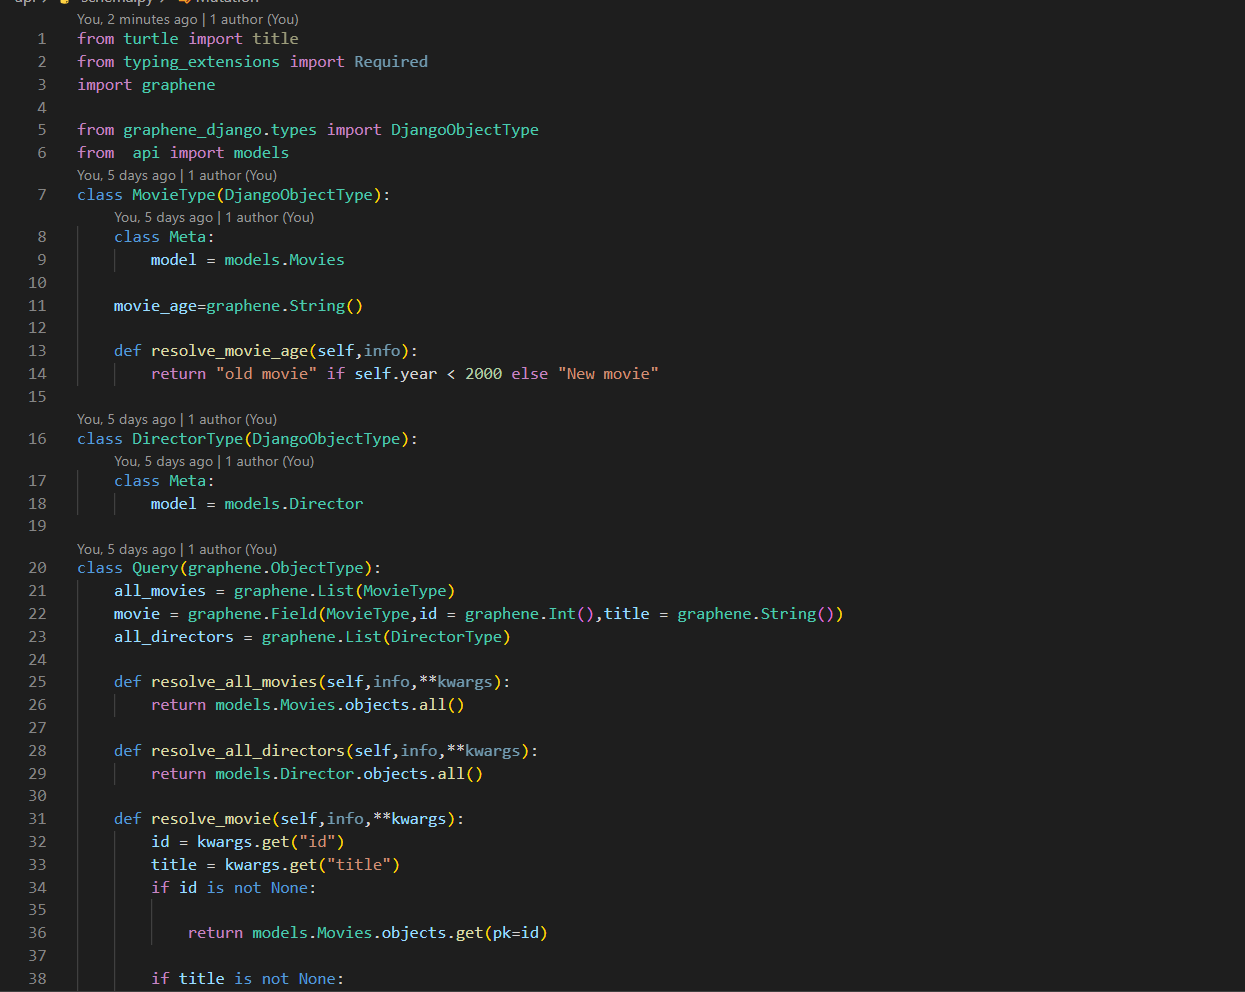 You, 2 minutes ago | 1 author (You)
1 from turtle import title
2 from typing_extensions import Required
3 import graphene
4
5 from graphene_django.types import DjangoObjectType
6 from  api import models
You, 5 days ago | 1 author (You)
7 class MovieType(DjangoObjectType):
You, 5 days ago | 1 author (You)
8     class Meta:
9         model = models.Movies
10
11     movie_age=graphene.String()
12
13     def resolve_movie_age(self,info):
14         return "old movie" if self.year < 2000 else "New movie"
15
You, 5 days ago | 1 author (You)
16 class DirectorType(DjangoObjectType):
You, 5 days ago | 1 author (You)
17     class Meta:
18         model = models.Director
19
You, 5 days ago | 1 author (You)
20 class Query(graphene.ObjectType):
21     all_movies = graphene.List(MovieType)
22     movie = graphene.Field(MovieType,id = graphene.Int(),title = graphene.String())
23     all_directors = graphene.List(DirectorType)
24
25     def resolve_all_movies(self,info,**kwargs):
26         return models.Movies.objects.all()
27
28     def resolve_all_directors(self,info,**kwargs):
29         return models.Director.objects.all()
30
31     def resolve_movie(self,info,**kwargs):
32         id = kwargs.get("id")
33         title = kwargs.get("title")
34         if id is not None:
35
36             return models.Movies.objects.get(pk=id)
37
38         if title is not None: